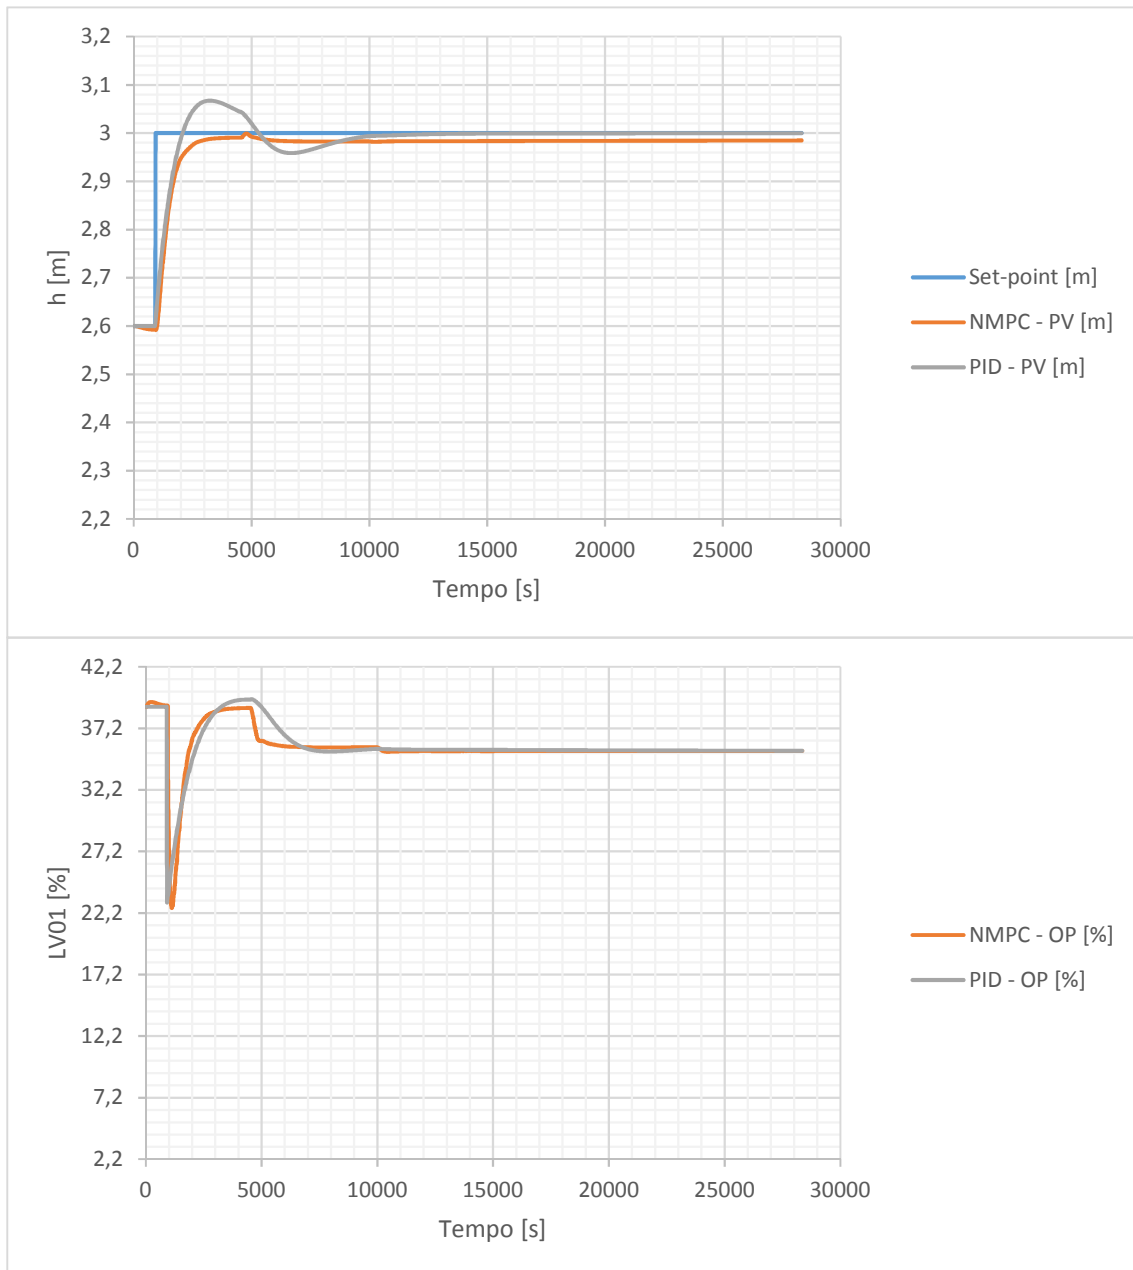 3,2
3,1
3
2,9
2,8
2,7
2,6
2,5
2,4
2,3
2,2
h [m]
0 5000 10000 15000 20000 25000 30000
Tempo [s]
Set-point [m]
NMPC - PV [m]
PID - PV [m]
42,2
37,2
32,2
27,2
22,2
17,2
12,2
7,2
2,2
LV01 [%]
0 5000 10000 15000 20000 25000 30000
Tempo [s]
NMPC - OP [%]
PID - OP [%]